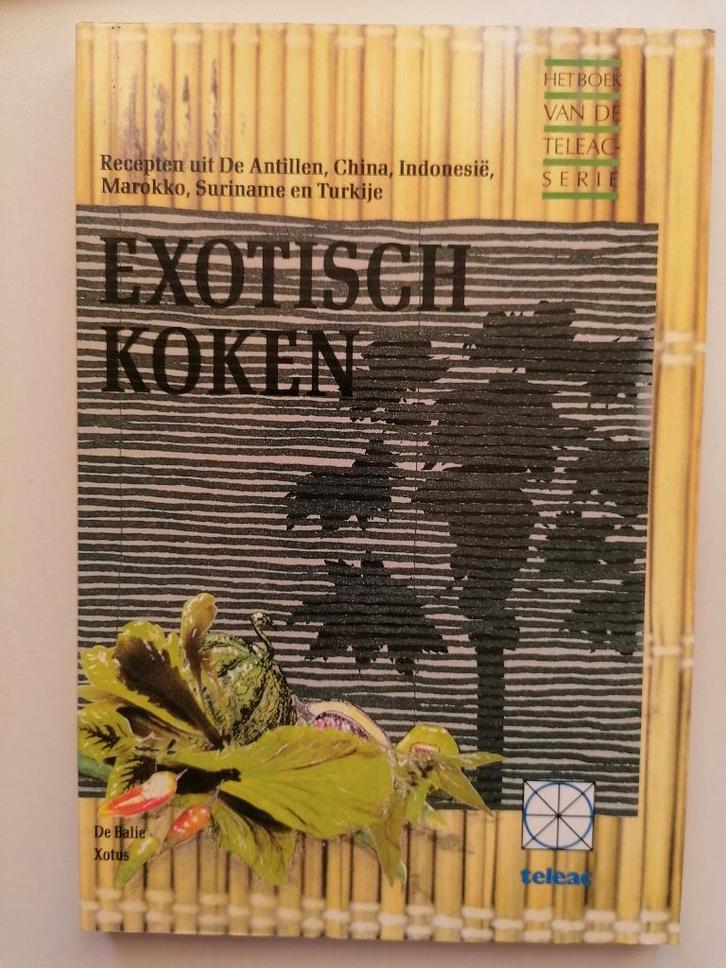 HET BOEK
VAN DE
TELEAC-
SERIE
Recepten uit De Antillen, China, Indonesië,
Marokko, Suriname en Turkije
EXOTISCH
KOKEN
De Balie
Xotus
teleac